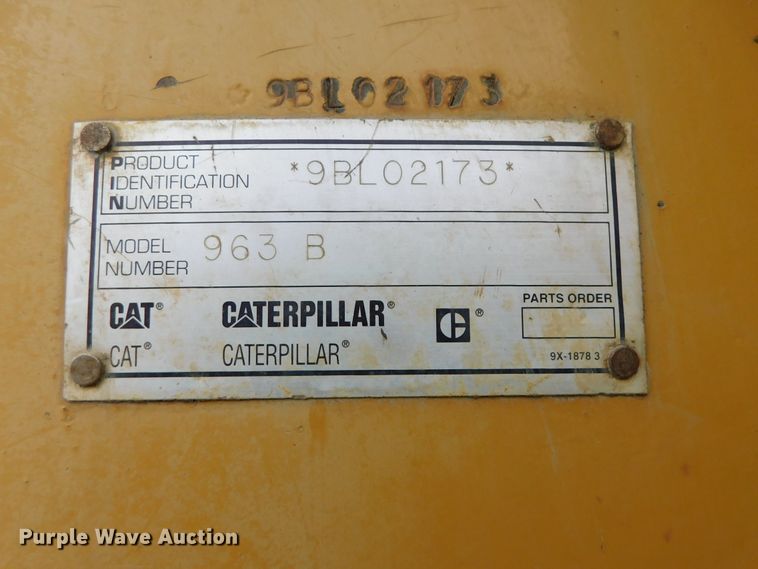 9BL02173
PRODUCT
IDENTIFICATION
NUMBER
*9BL02173*
MODEL
NUMBER
963 B
CAT® CATERPILLAR® C®
CAT® CATERPILLAR®
PARTS ORDER
9X-1878 3
Purple Wave Auction